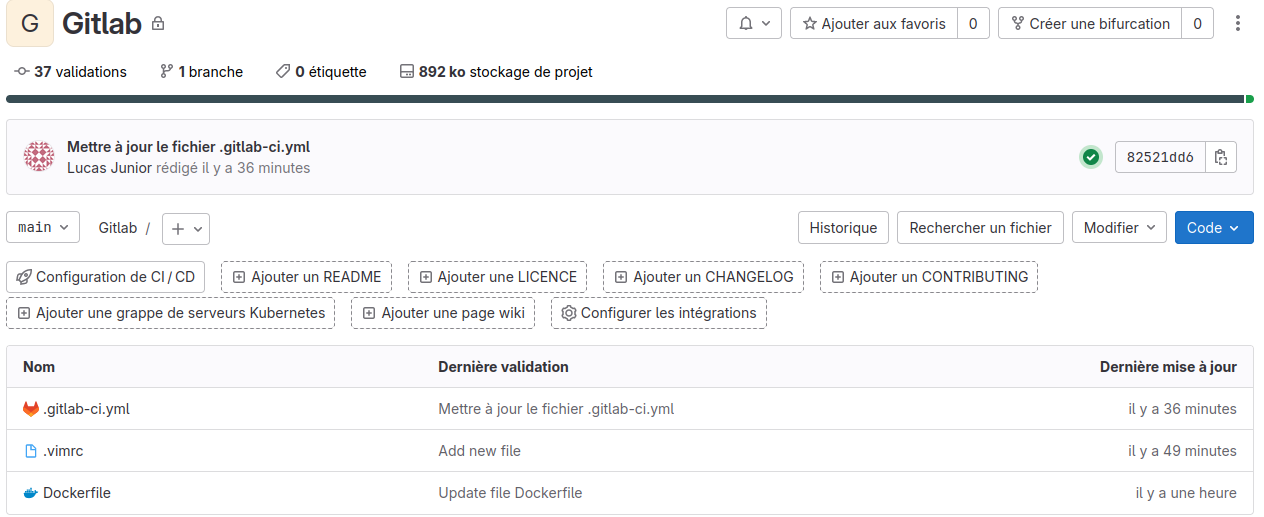 G Gitlab Ajouter aux favoris 0 Créer une bifurcation 0
37 validations 1 branche 0 étiquette 892 ko stockage de projet
Mettre à jour le fichier .gitlab-ci.yml
Lucas Junior rédigé il y a 36 minutes
82521dd6
main Gitlab / + Historique Rechercher un fichier Modifier Code
Configuration de CI / CD Ajouter un README Ajouter une LICENCE Ajouter un CHANGELOG Ajouter un CONTRIBUTING
Ajouter une grappe de serveurs Kubernetes Ajouter une page wiki Configurer les intégrations
Nom Dernière validation Dernière mise à jour
.gitlab-ci.yml Mettre à jour le fichier .gitlab-ci.yml il y a 36 minutes
.vimrc Add new file il y a 49 minutes
Dockerfile Update file Dockerfile il y a une heure